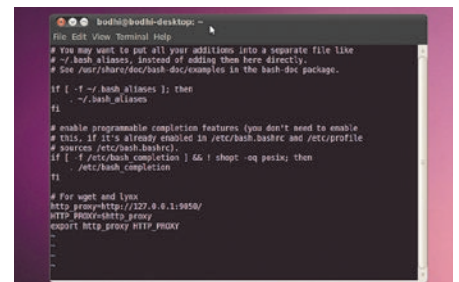 bodhi@bodhi-desktop: ~
File Edit View Terminal Help
# You may want to put all your additions into a separate file like
# ~/.bash_aliases, instead of adding them here directly.
# See /usr/share/doc/bash-doc/examples in the bash-doc package.
if [ -f ~/.bash_aliases ]; then
. ~/.bash_aliases
fi
# enable programmable completion features (you don't need to enable
# this, if it's already enabled in /etc/bash.bashrc and /etc/profile
# sources /etc/bash.bashrc).
if [ -f /etc/bash_completion ] && ! shopt -oq posix; then
. /etc/bash_completion
fi
# For wget and lynx
http_proxy=http://127.0.0.1:9050/
HTTP_PROXY=$http_proxy
export http_proxy HTTP_PROXY
~
~
~